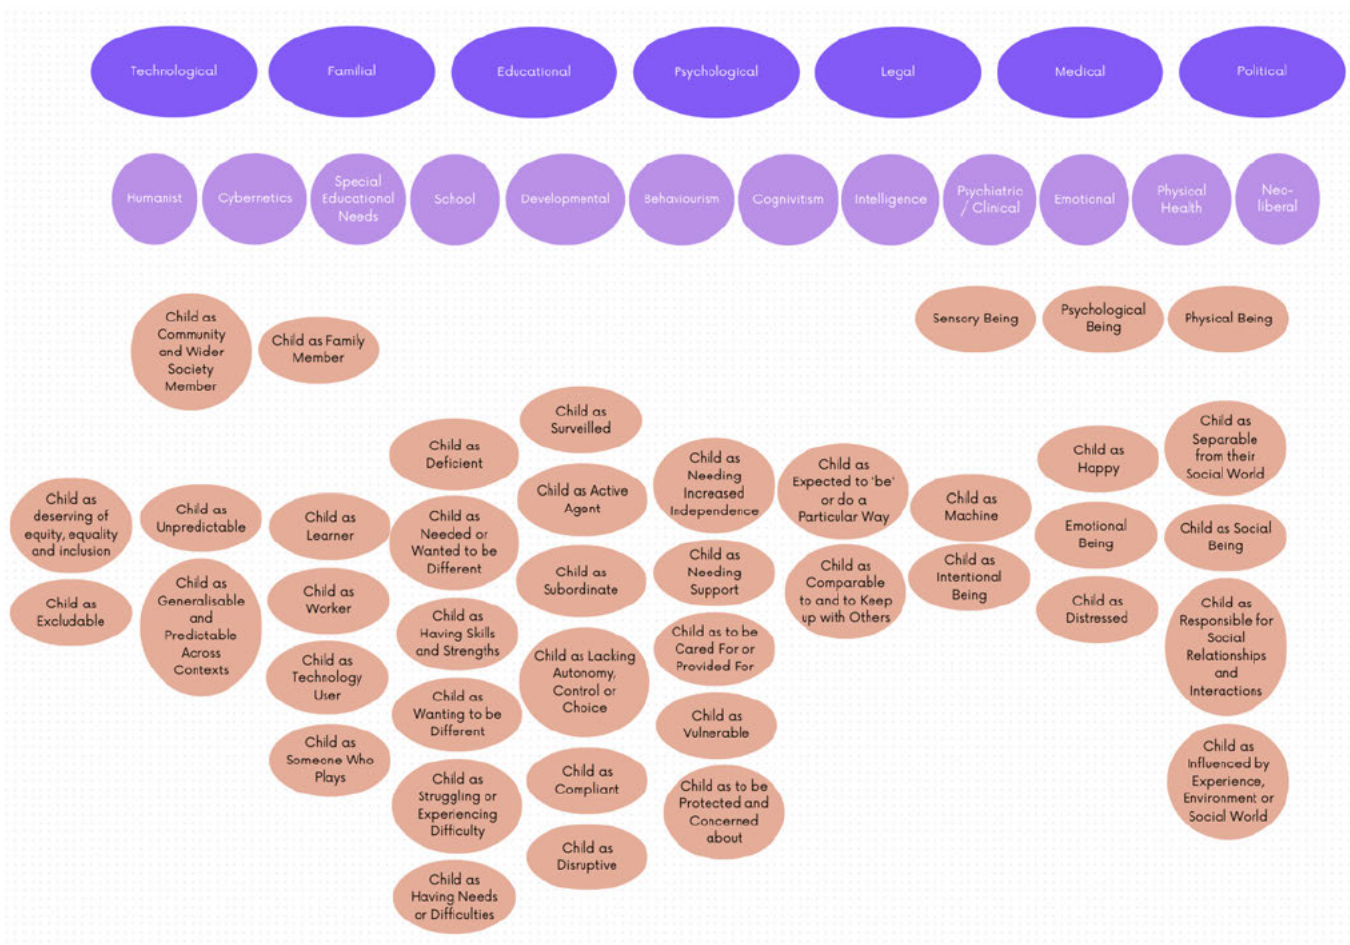 Technological
Familial
Educational
Psychological
Legal
Medical
Political
Humanist
Cybernetics
Special
Educational
Needs
School
Developmental
Behaviourism
Cognivitism
Intelligence
Psychiatric
/ Clinical
Emotional
Physical
Health
Neo-
liberal
Child as
Community
and Wider
Society
Member
Child as Family
Member
Sensory Being
Psychological
Being
Physical Being
Child as
deserving of
equity, equality
and inclusion
Child as
Excludable
Child as
Unpredictable
Child as
Generalisable
and
Predictable
Across
Contexts
Child as
Learner
Child as
Worker
Child as
Technology
User
Child as
Someone Who
Plays
Child as
Deficient
Child as
Needed or
Wanted to be
Different
Child as
Having Skills
and Strengths
Child as
Wanting to be
Different
Child as
Struggling or
Experiencing
Difficulty
Child as
Having Needs
or Difficulties
Child as
Surveilled
Child as Active
Agent
Child as
Subordinate
Child as Lacking
Autonomy,
Control or
Choice
Child as
Compliant
Child as
Disruptive
Child as
Needing
Increased
Independence
Child as
Needing
Support
Child as to be
Cared For or
Provided For
Child as
Vulnerable
Child as to be
Protected and
Concerned
about
Child as
Expected to 'be'
or do a
Particular Way
Child as
Comparable
to and to Keep
up with Others
Child as
Machine
Child as
Intentional
Being
Child as
Happy
Emotional
Being
Child as
Distressed
Child as
Separable
from their
Social World
Child as Social
Being
Child as
Responsible for
Social
Relationships
and
Interactions
Child as
Influenced by
Experience,
Environment or
Social World